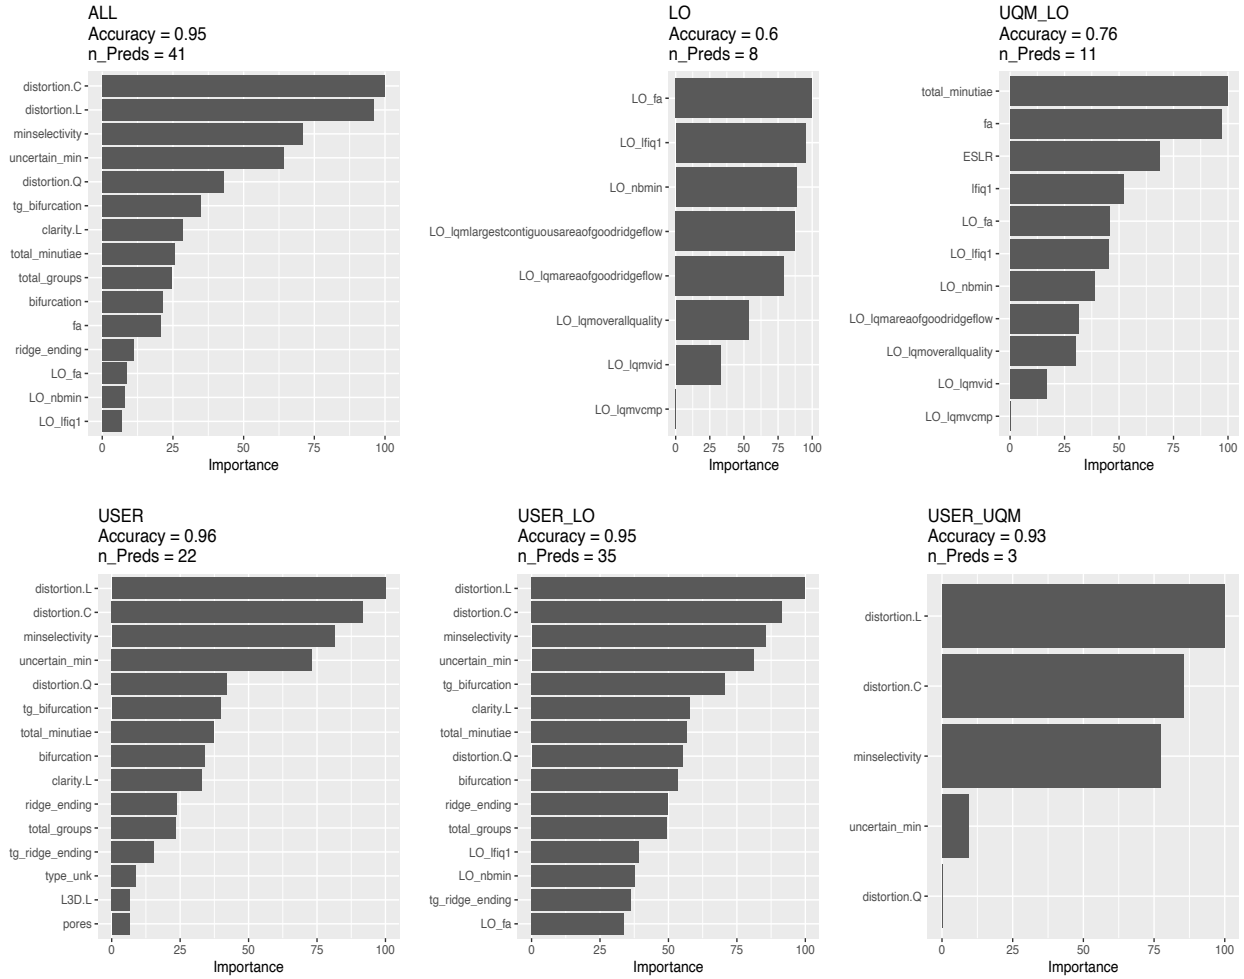 ALL
Accuracy = 0.95
n_Preds = 41
distortion.C
distortion.L
minselectivity
uncertain_min
distortion.Q
tg_bifurcation
clarity.L
total_minutiae
total_groups
bifurcation
fa
ridge_ending
LO_fa
LO_nbmin
LO_lfiq1
0 25 50 75 100
Importance
LO
Accuracy = 0.6
n_Preds = 8
LO_fa
LO_lfiq1
LO_nbmin
LO_lqmlargestcontiguousareaofgoodridgeflow
LO_lqmareaofgoodridgeflow
LO_lqmoverallquality
LO_lqmvid
LO_lqmvcmp
0 25 50 75 100
Importance
UQM_LO
Accuracy = 0.76
n_Preds = 11
total_minutiae
fa
ESLR
lfiq1
LO_fa
LO_lfiq1
LO_nbmin
LO_lqmareaofgoodridgeflow
LO_lqmoverallquality
LO_lqmvid
LO_lqmvcmp
0 25 50 75 100
Importance
USER
Accuracy = 0.96
n_Preds = 22
distortion.L
distortion.C
minselectivity
uncertain_min
distortion.Q
tg_bifurcation
total_minutiae
bifurcation
clarity.L
ridge_ending
total_groups
tg_ridge_ending
type_unk
L3D.L
pores
0 25 50 75 100
Importance
USER_LO
Accuracy = 0.95
n_Preds = 35
distortion.L
distortion.C
minselectivity
uncertain_min
tg_bifurcation
clarity.L
total_minutiae
distortion.Q
bifurcation
ridge_ending
total_groups
LO_lfiq1
LO_nbmin
tg_ridge_ending
LO_fa
0 25 50 75 100
Importance
USER_UQM
Accuracy = 0.93
n_Preds = 3
distortion.L
distortion.C
minselectivity
uncertain_min
distortion.Q
0 25 50 75 100
Importance